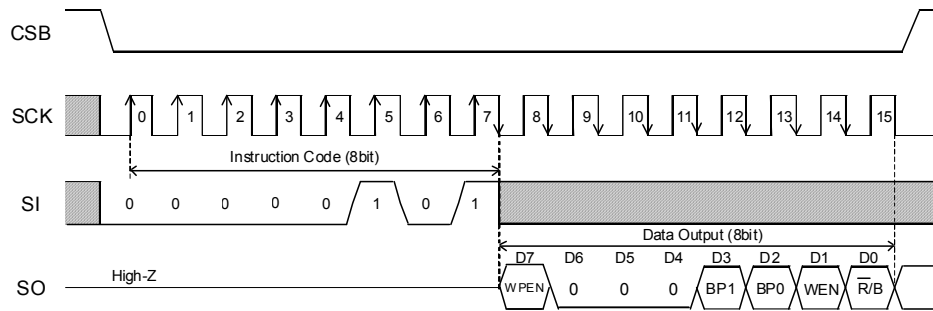 CSB
SCK 0 1 2 3 4 5 6 7 8 9 10 11 12 13 14 15
Instruction Code (8bit)
SI 0 0 0 0 0 1 0 1
Data Output (8bit)
D7 D6 D5 D4 D3 D2 D1 D0
High-Z
SO WPEN 0 0 0 BP1 BP0 WEN R̅/B